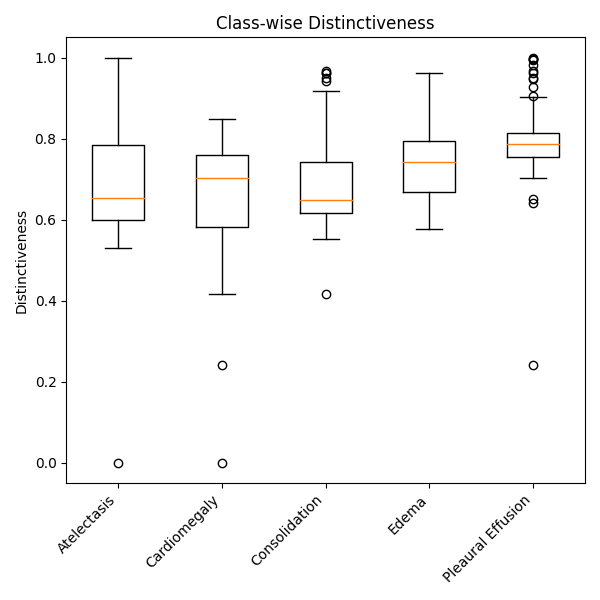 Class-wise Distinctiveness
Distinctiveness
1.0
0.8
0.6
0.4
0.2
0.0
Atelectasis
Cardiomegaly
Consolidation
Edema
Pleaural Effusion